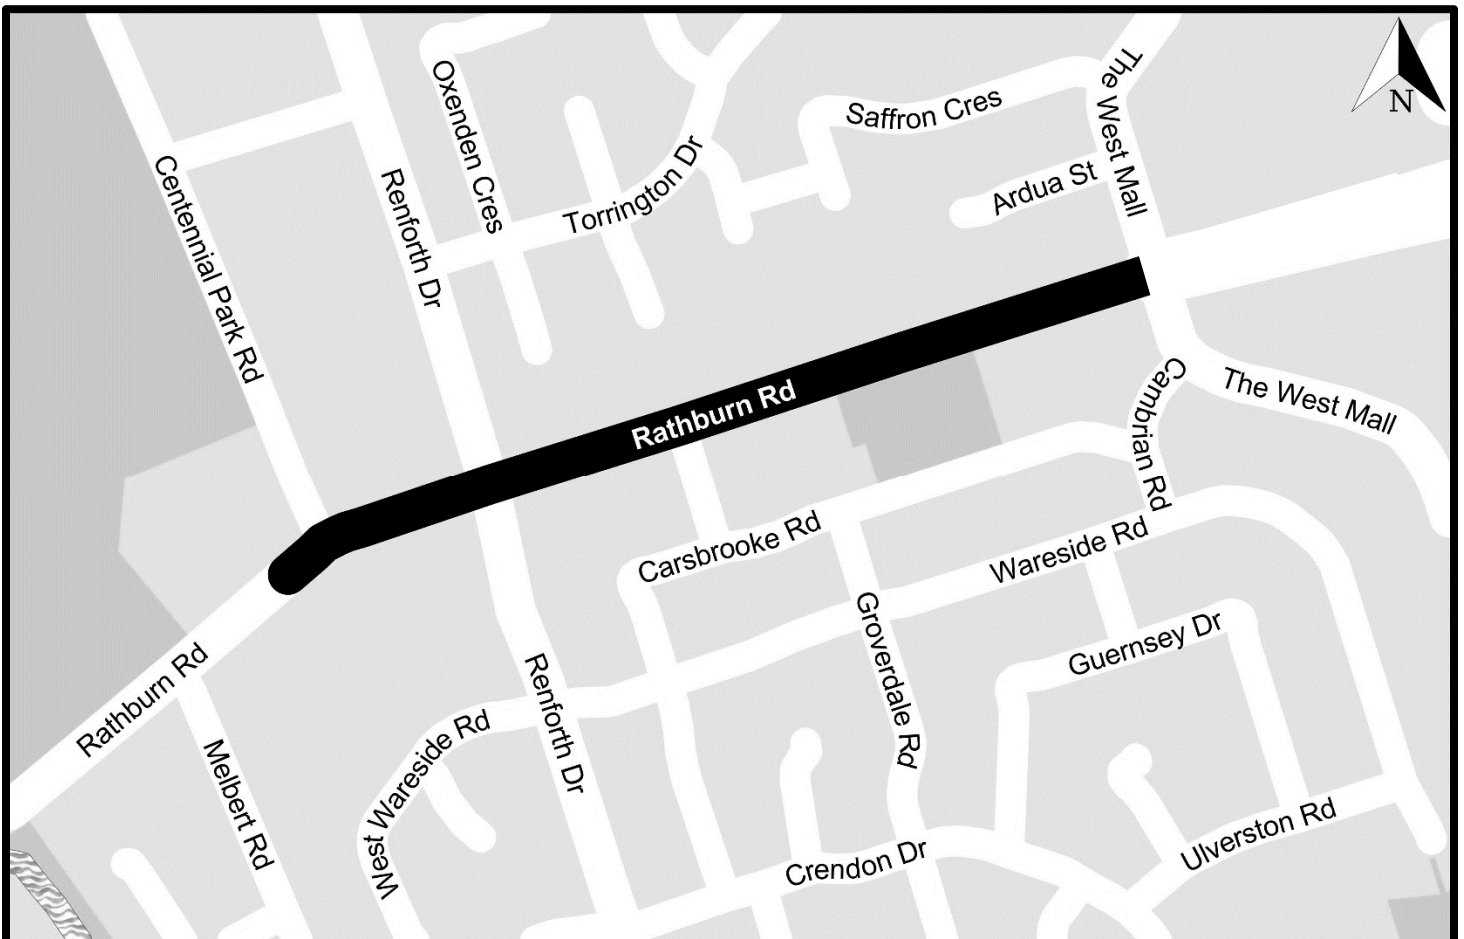 N
The West Mall
Saffron Cres
Oxenden Cres
Torrington Dr
Ardua St
Centennial Park Rd
Renforth Dr
Rathburn Rd
The West Mall
Cambrian Rd
Carsbrooke Rd
Wareside Rd
Groverdale Rd
Guernsey Dr
Rathburn Rd
Renforth Dr
West Wareside Rd
Melbert Rd
Crendon Dr
Ulverston Rd